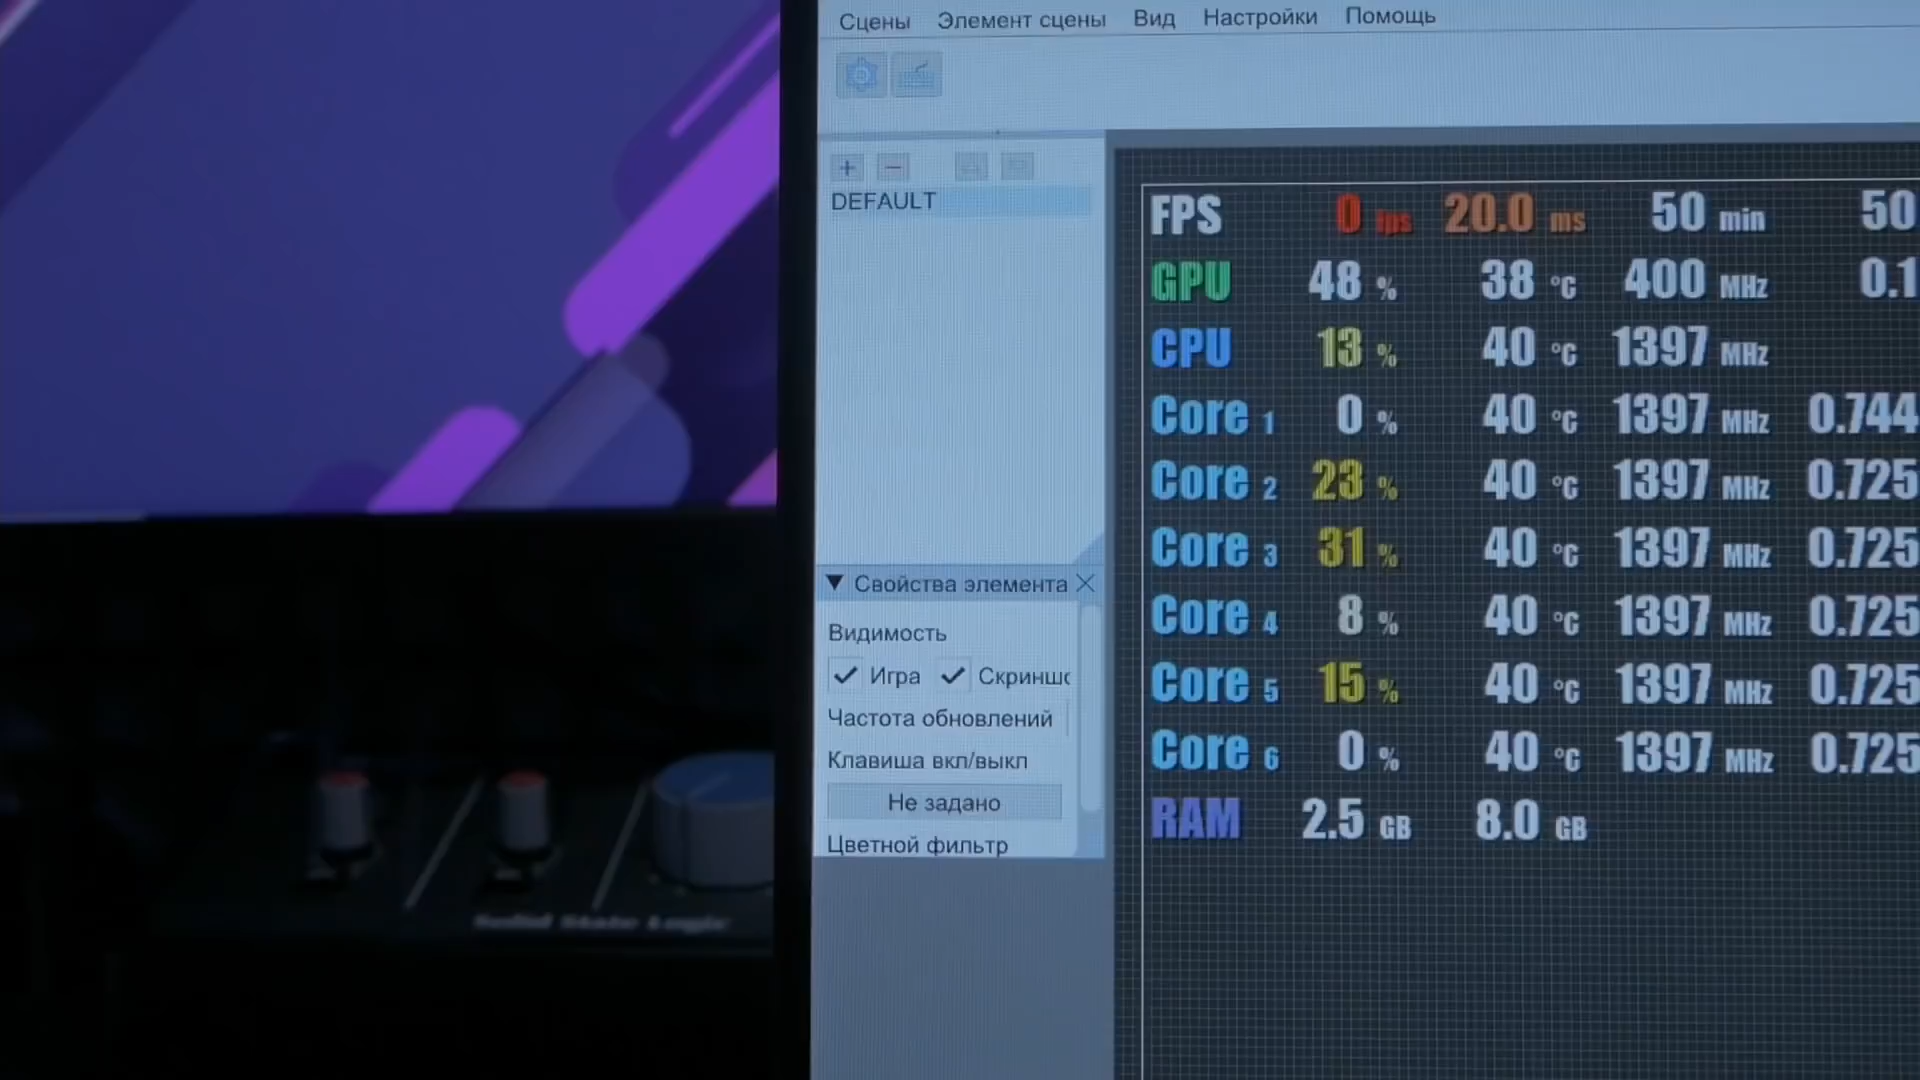 Сцены Элемент сцены Вид Настройки Помощь
DEFAULT
Свойства элемента
Видимость
Игра Скриншо
Частота обновлений
Клавиша вкл/выкл
Не задано
Цветной фильтр
FPS 0 fps 20.0 ms 50 min 50
GPU 48 % 38 °C 400 MHz 0.1
CPU 13 % 40 °C 1397 MHz
Core 1 0 % 40 °C 1397 MHz 0.744
Core 2 23 % 40 °C 1397 MHz 0.725
Core 3 31 % 40 °C 1397 MHz 0.725
Core 4 8 % 40 °C 1397 MHz 0.725
Core 5 15 % 40 °C 1397 MHz 0.725
Core 6 0 % 40 °C 1397 MHz 0.725
RAM 2.5 GB 8.0 GB
Solid State Logic